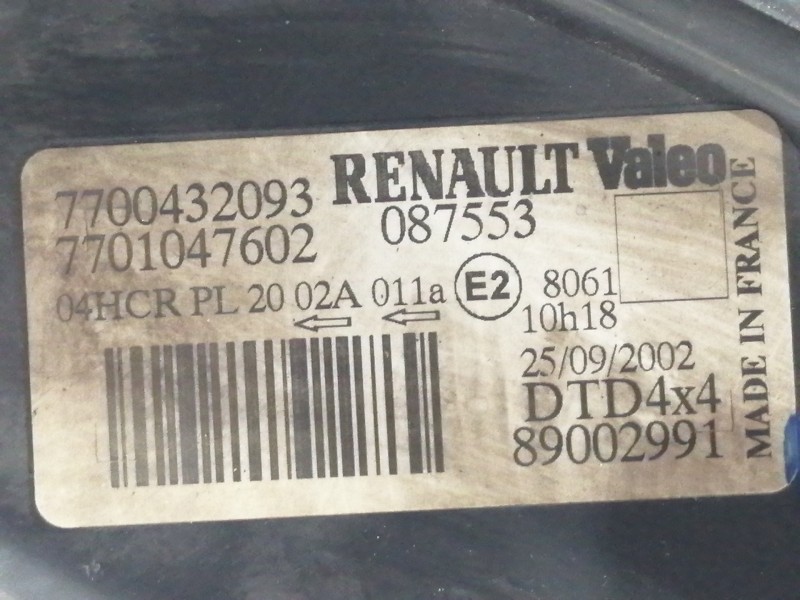 RENAULT Valeo
7700432093
087553
7701047602
04HCR PL 20 02A 011a E2 8061
10h18
25/09/2002
DTD4x4
89002991
MADE IN FRANCE